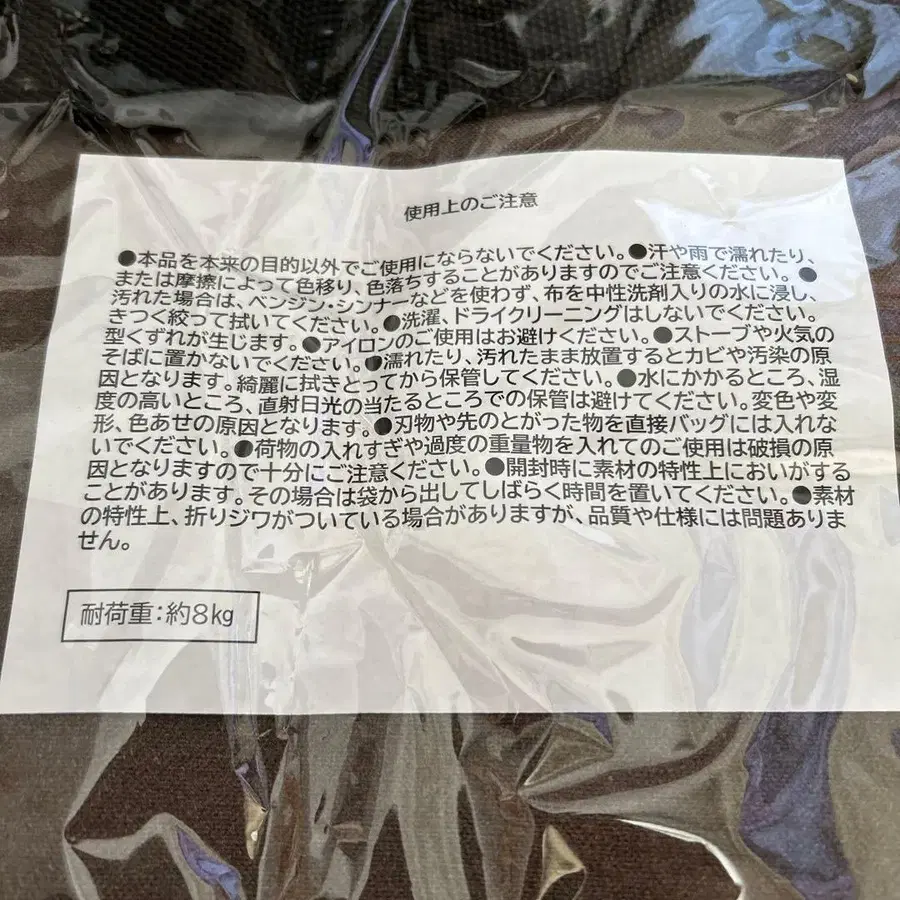 使用上のご注意
●本品を本来の目的以外でご使用にならないでください。●汗や雨で濡れたり、
または摩擦によって色移り、色落ちすることがありますのでご注意ください。●
汚れた場合は、ベンジン・シンナーなどを使わず、布を中性洗剤入りの水に浸し、
きつく絞って拭いてください。●洗濯、ドライクリーニングはしないでください。
型くずれが生じます。●アイロンのご使用はお避けください。●ストーブや火気の
そばに置かないでください。●濡れたり、汚れたまま放置するとカビや汚染の原
因となります。綺麗に拭きとってから保管してください。●水にかかるところ、湿
度の高いところ、直射日光の当たるところでの保管は避けてください。変色や変
形、色あせの原因となります。●刃物や先のとがった物を直接バッグには入れな
いでください。●荷物の入れすぎや過度の重量物を入れてのご使用は破損の原
因となりますので十分にご注意ください。●開封時に素材の特性上においがする
ことがあります。その場合は袋から出してしばらく時間を置いてください。●素材
の特性上、折りジワがついている場合がありますが、品質や仕様には問題ありま
せん。
耐荷重：約8kg